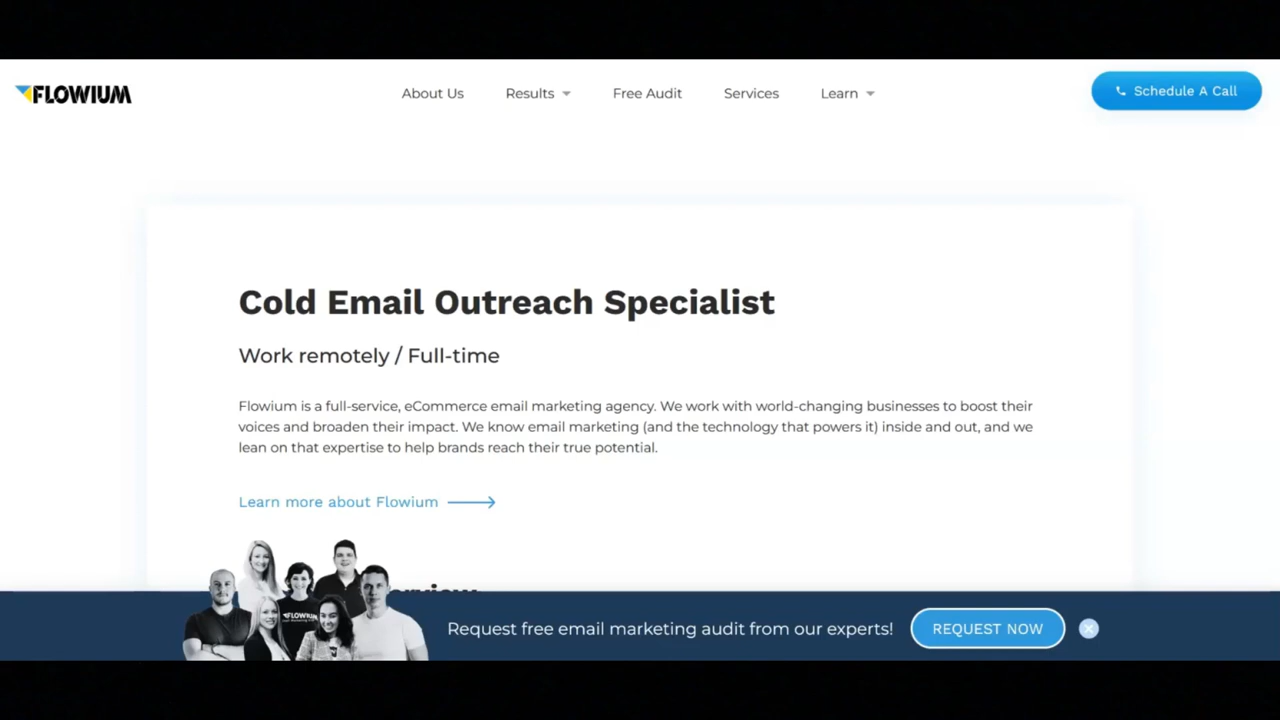 FLOWIUM
About Us
Results
Free Audit
Services
Learn
Schedule A Call
Cold Email Outreach Specialist
Work remotely / Full-time
Flowium is a full-service, eCommerce email marketing agency. We work with world-changing businesses to boost their
voices and broaden their impact. We know email marketing (and the technology that powers it) inside and out, and we
lean on that expertise to help brands reach their true potential.
Learn more about Flowium
FLOWIUM
Request free email marketing audit from our experts!
REQUEST NOW